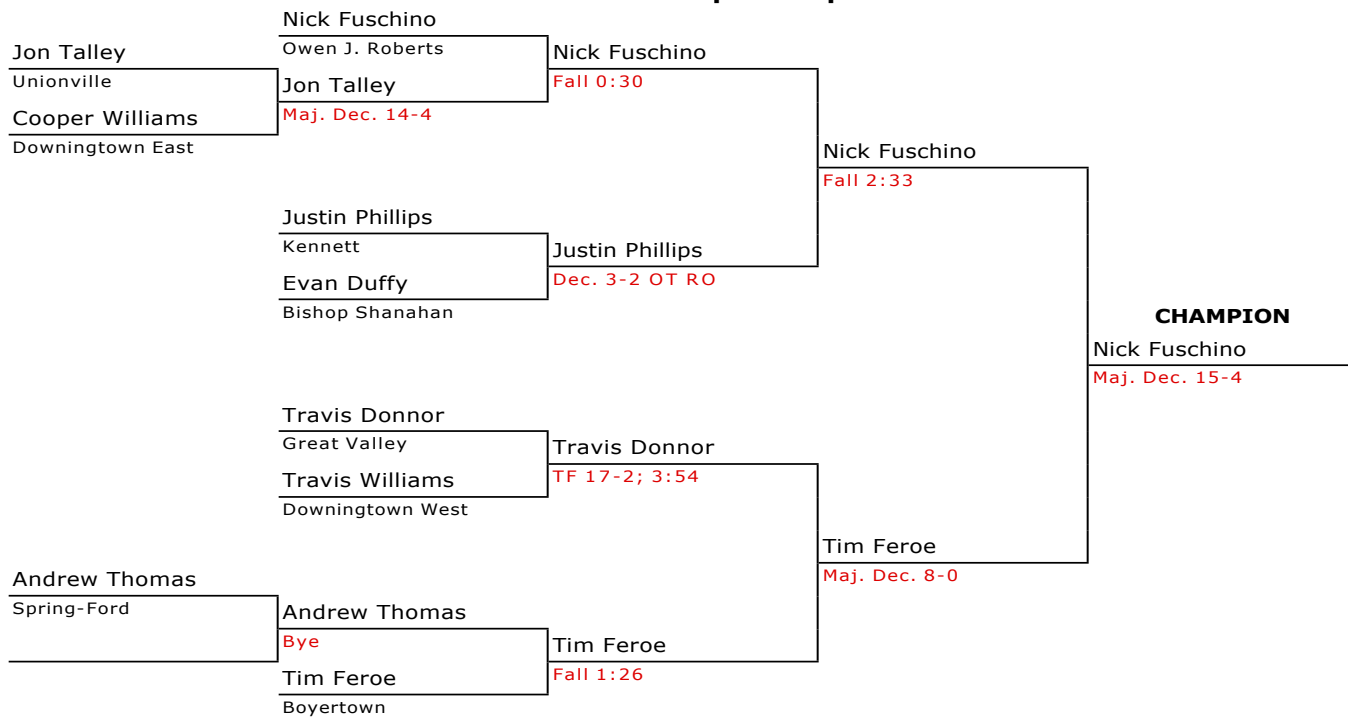 Nick Fuschino
Jon Talley
Owen J. Roberts
Nick Fuschino
Unionville
Jon Talley
Fall 0:30
Cooper Williams
Maj. Dec. 14-4
Downingtown East
Nick Fuschino
Fall 2:33
Justin Phillips
Kennett
Justin Phillips
Evan Duffy
Dec. 3-2 OT RO
Bishop Shanahan
CHAMPION
Nick Fuschino
Maj. Dec. 15-4
Travis Donnor
Great Valley
Travis Donnor
Travis Williams
TF 17-2; 3:54
Downingtown West
Tim Feroe
Andrew Thomas
Maj. Dec. 8-0
Spring-Ford
Andrew Thomas
Bye
Tim Feroe
Tim Feroe
Fall 1:26
Boyertown